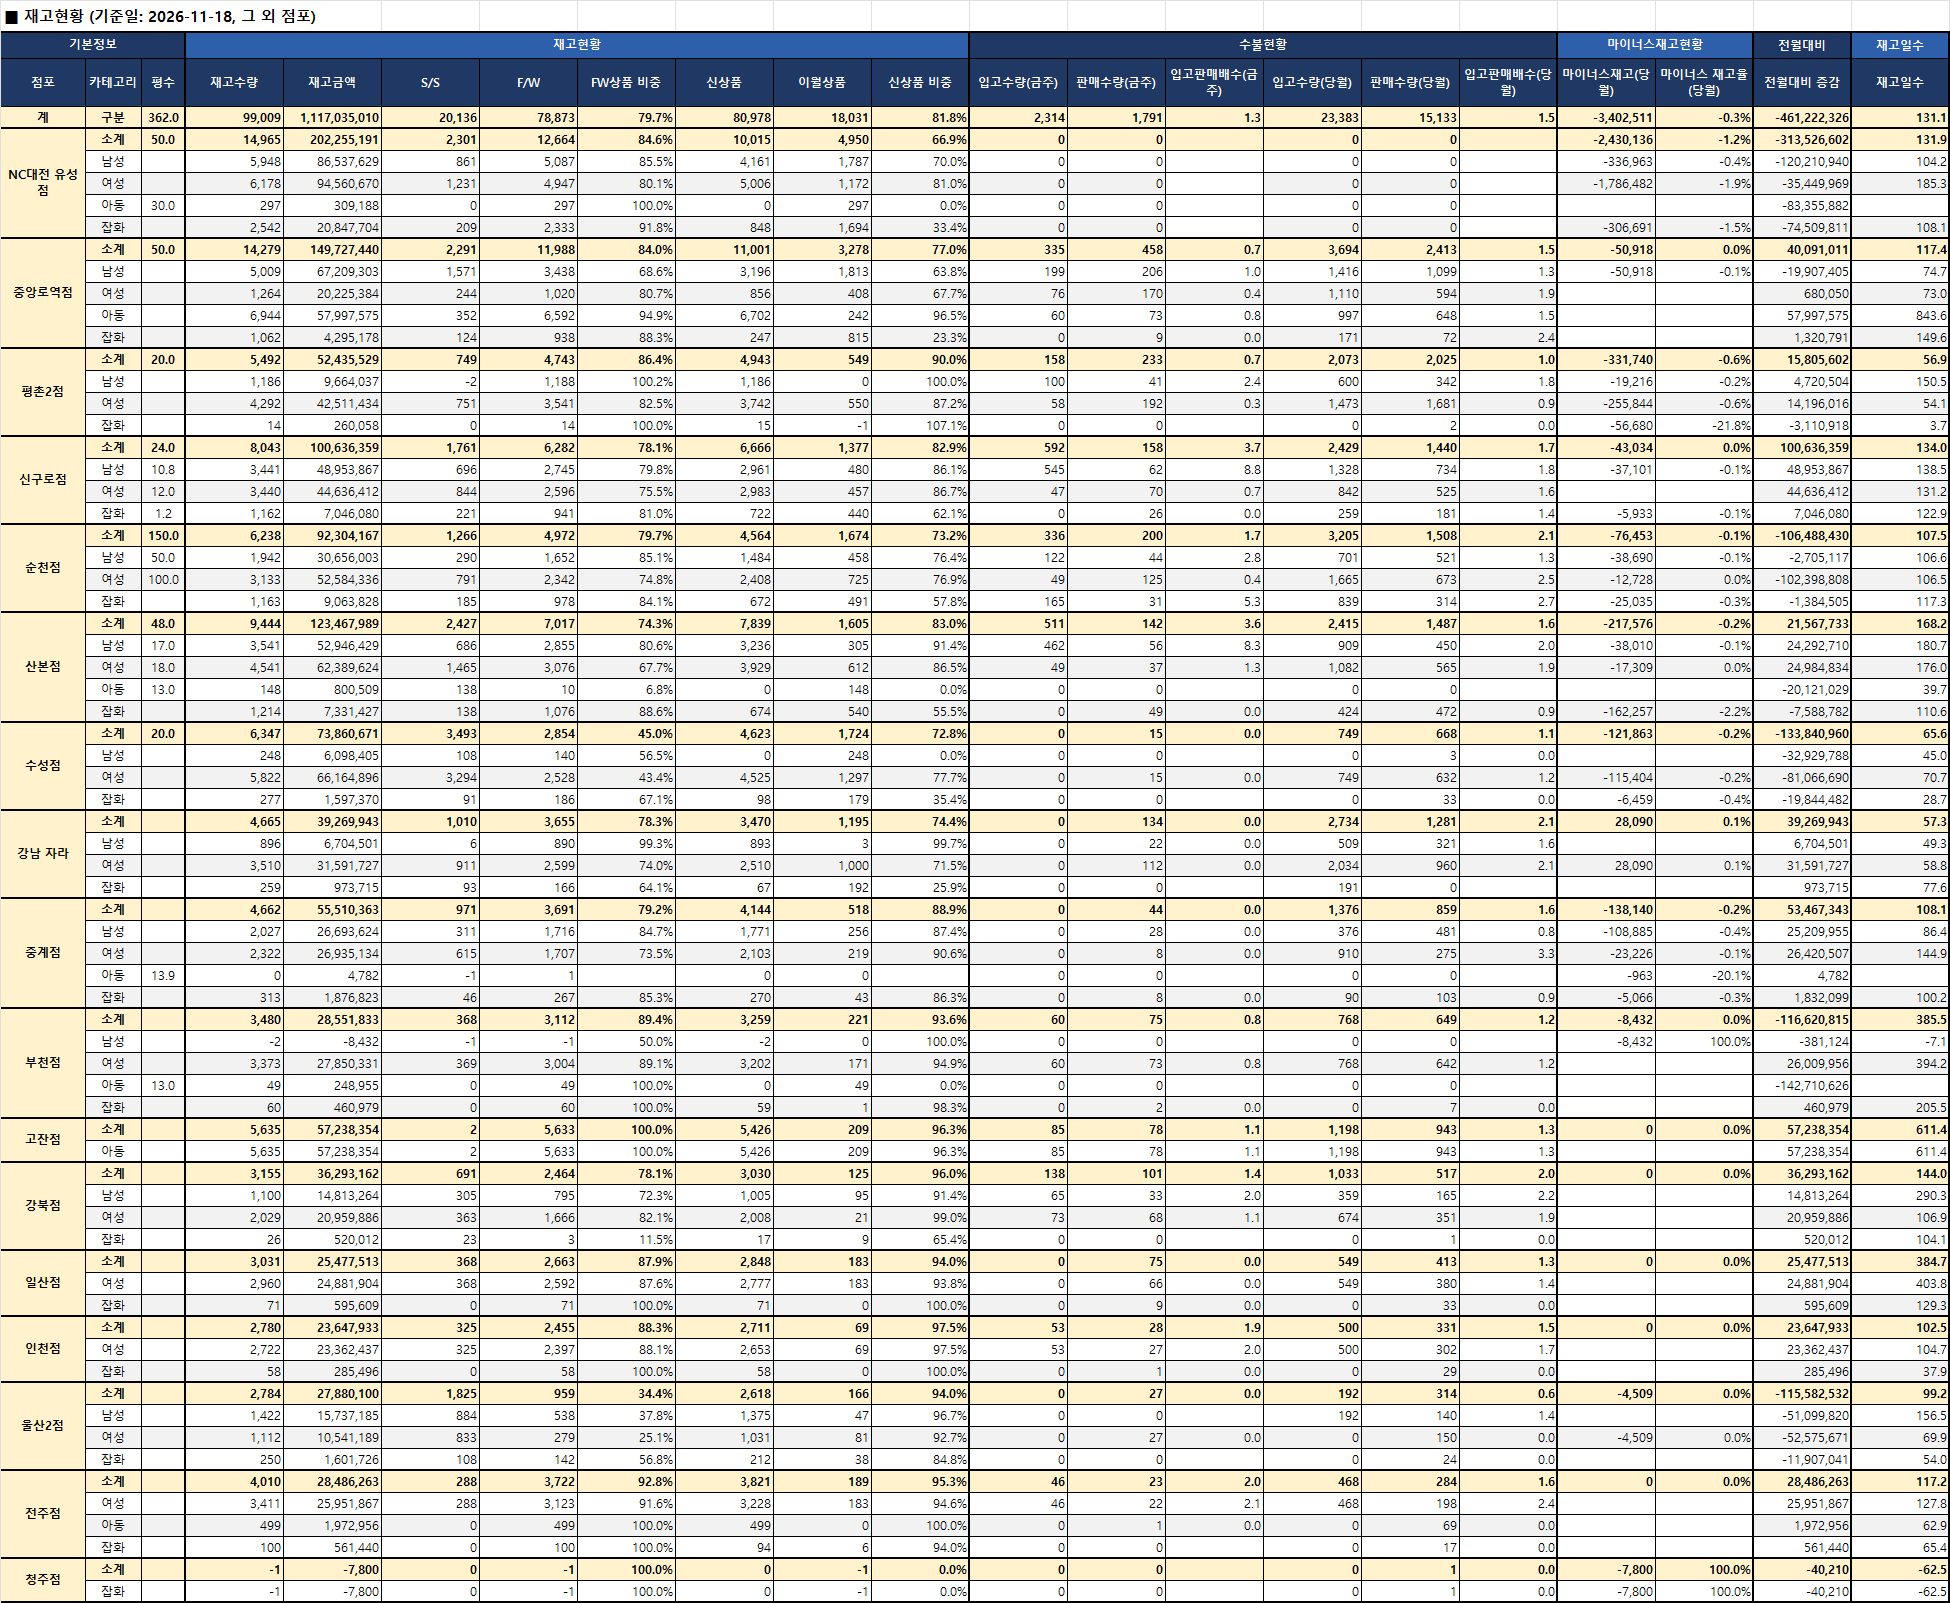 ■ 재고현황 (기준일: 2026-11-18, 그 외 점포)
기본정보 재고현황 수불현황 마이너스재고현황 전월대비 재고일수
점포 카테고리 평수 재고수량 재고금액 S/S F/W FW상품 비중 신상품 이월상품 신상품 비중 입고수량(금주) 판매수량(금주) 입고판매배수(금주) 입고수량(당월) 판매수량(당월) 입고판매배수(당월) 마이너스재고(당월) 마이너스 재고율(당월) 전월대비 증감 재고일수
계 구분 362.0 99,009 1,117,035,010 20,136 78,873 79.7% 80,978 18,031 81.8% 2,314 1,791 1.3 23,383 15,133 1.5 -3,402,511 -0.3% -461,222,326 131.1
NC대전 유성점
소계 50.0 14,965 202,255,191 2,301 12,664 84.6% 10,015 4,950 66.9% 0 0 0 0 -2,430,136 -1.2% -313,526,602 131.9
남성 5,948 86,537,629 861 5,087 85.5% 4,161 1,787 70.0% 0 0 0 0 -336,963 -0.4% -120,210,940 104.2
여성 6,178 94,560,670 1,231 4,947 80.1% 5,006 1,172 81.0% 0 0 0 0 -1,786,482 -1.9% -35,449,969 185.3
아동 30.0 297 309,188 0 297 100.0% 0 297 0.0% 0 0 0 0 -83,355,882
잡화 2,542 20,847,704 209 2,333 91.8% 848 1,694 33.4% 0 0 0 0 -306,691 -1.5% -74,509,811 108.1
중앙로역점
소계 50.0 14,279 149,727,440 2,291 11,988 84.0% 11,001 3,278 77.0% 335 458 0.7 3,694 2,413 1.5 -50,918 0.0% 40,091,011 117.4
남성 5,009 67,209,303 1,571 3,438 68.6% 3,196 1,813 63.8% 199 206 1.0 1,416 1,099 1.3 -50,918 -0.1% -19,907,405 74.7
여성 1,264 20,225,384 244 1,020 80.7% 856 408 67.7% 76 170 0.4 1,110 594 1.9 680,050 73.0
아동 6,944 57,997,575 352 6,592 94.9% 6,702 242 96.5% 60 73 0.8 997 648 1.5 57,997,575 843.6
잡화 1,062 4,295,178 124 938 88.3% 247 815 23.3% 0 9 0.0 171 72 2.4 1,320,791 149.6
평촌2점
소계 20.0 5,492 52,435,529 749 4,743 86.4% 4,943 549 90.0% 158 233 0.7 2,073 2,025 1.0 -331,740 -0.6% 15,805,602 56.9
남성 1,186 9,664,037 -2 1,188 100.2% 1,186 0 100.0% 100 41 2.4 600 342 1.8 -19,216 -0.2% 4,720,504 150.5
여성 4,292 42,511,434 751 3,541 82.5% 3,742 550 87.2% 58 192 0.3 1,473 1,681 0.9 -255,844 -0.6% 14,196,016 54.1
잡화 14 260,058 0 14 100.0% 15 -1 107.1% 0 0 0 2 0.0 -56,680 -21.8% -3,110,918 3.7
신구로점
소계 24.0 8,043 100,636,359 1,761 6,282 78.1% 6,666 1,377 82.9% 592 158 3.7 2,429 1,440 1.7 -43,034 0.0% 100,636,359 134.0
남성 10.8 3,441 48,953,867 696 2,745 79.8% 2,961 480 86.1% 545 62 8.8 1,328 734 1.8 -37,101 -0.1% 48,953,867 138.5
여성 12.0 3,440 44,636,412 844 2,596 75.5% 2,983 457 86.7% 47 70 0.7 842 525 1.6 44,636,412 131.2
잡화 1.2 1,162 7,046,080 221 941 81.0% 722 440 62.1% 0 26 0.0 259 181 1.4 -5,933 -0.1% 7,046,080 122.9
순천점
소계 150.0 6,238 92,304,167 1,266 4,972 79.7% 4,564 1,674 73.2% 336 200 1.7 3,205 1,508 2.1 -76,453 -0.1% -106,488,430 107.5
남성 50.0 1,942 30,656,003 290 1,652 85.1% 1,484 458 76.4% 122 44 2.8 701 521 1.3 -38,690 -0.1% -2,705,117 106.6
여성 100.0 3,133 52,584,336 791 2,342 74.8% 2,408 725 76.9% 49 125 0.4 1,665 673 2.5 -12,728 0.0% -102,398,808 106.5
잡화 1,163 9,063,828 185 978 84.1% 672 491 57.8% 165 31 5.3 839 314 2.7 -25,035 -0.3% -1,384,505 117.3
산본점
소계 48.0 9,444 123,467,989 2,427 7,017 74.3% 7,839 1,605 83.0% 511 142 3.6 2,415 1,487 1.6 -217,576 -0.2% 21,567,733 168.2
남성 17.0 3,541 52,946,429 686 2,855 80.6% 3,236 305 91.4% 462 56 8.3 909 450 2.0 -38,010 -0.1% 24,292,710 180.7
여성 18.0 4,541 62,389,624 1,465 3,076 67.7% 3,929 612 86.5% 49 37 1.3 1,082 565 1.9 -17,309 0.0% 24,984,834 176.0
아동 13.0 148 800,509 138 10 6.8% 0 148 0.0% 0 0 0 0 -20,121,029 39.7
잡화 1,214 7,331,427 138 1,076 88.6% 674 540 55.5% 0 49 0.0 424 472 0.9 -162,257 -2.2% -7,588,782 110.6
수성점
소계 20.0 6,347 73,860,671 3,493 2,854 45.0% 4,623 1,724 72.8% 0 15 0.0 749 668 1.1 -121,863 -0.2% -133,840,960 65.6
남성 248 6,098,405 108 140 56.5% 0 248 0.0% 0 0 0 3 0.0 -32,929,788 45.0
여성 5,822 66,164,896 3,294 2,528 43.4% 4,525 1,297 77.7% 0 15 0.0 749 632 1.2 -115,404 -0.2% -81,066,690 70.7
잡화 277 1,597,370 91 186 67.1% 98 179 35.4% 0 0 0 33 0.0 -6,459 -0.4% -19,844,482 28.7
강남 자라
소계 4,665 39,269,943 1,010 3,655 78.3% 3,470 1,195 74.4% 0 134 0.0 2,734 1,281 2.1 28,090 0.1% 39,269,943 57.3
남성 896 6,704,501 6 890 99.3% 893 3 99.7% 0 22 0.0 509 321 1.6 6,704,501 49.3
여성 3,510 31,591,727 911 2,599 74.0% 2,510 1,000 71.5% 0 112 0.0 2,034 960 2.1 28,090 0.1% 31,591,727 58.8
잡화 259 973,715 93 166 64.1% 67 192 25.9% 0 0 191 0 973,715 77.6
중계점
소계 4,662 55,510,363 971 3,691 79.2% 4,144 518 88.9% 0 44 0.0 1,376 859 1.6 -138,140 -0.2% 53,467,343 108.1
남성 2,027 26,693,624 311 1,716 84.7% 1,771 256 87.4% 0 28 0.0 376 481 0.8 -108,885 -0.4% 25,209,955 86.4
여성 2,322 26,935,134 615 1,707 73.5% 2,103 219 90.6% 0 8 0.0 910 275 3.3 -23,226 -0.1% 26,420,507 144.9
아동 13.9 0 4,782 -1 1 0 0 0 0 0 0 -963 -20.1% 4,782
잡화 313 1,876,823 46 267 85.3% 270 43 86.3% 0 8 0.0 90 103 0.9 -5,066 -0.3% 1,832,099 100.2
부천점
소계 3,480 28,551,833 368 3,112 89.4% 3,259 221 93.6% 60 75 0.8 768 649 1.2 -8,432 0.0% -116,620,815 385.5
남성 -2 -8,432 -1 -1 50.0% -2 0 100.0% 0 0 0 0 -8,432 100.0% -381,124 -7.1
여성 3,373 27,850,331 369 3,004 89.1% 3,202 171 94.9% 60 73 0.8 768 642 1.2 26,009,956 394.2
아동 13.0 49 248,955 0 49 100.0% 0 49 0.0% 0 0 0 0 -142,710,626
잡화 60 460,979 0 60 100.0% 59 1 98.3% 0 2 0.0 0 7 0.0 460,979 205.5
고잔점
소계 5,635 57,238,354 2 5,633 100.0% 5,426 209 96.3% 85 78 1.1 1,198 943 1.3 0 0.0% 57,238,354 611.4
아동 5,635 57,238,354 2 5,633 100.0% 5,426 209 96.3% 85 78 1.1 1,198 943 1.3 57,238,354 611.4
강북점
소계 3,155 36,293,162 691 2,464 78.1% 3,030 125 96.0% 138 101 1.4 1,033 517 2.0 0 0.0% 36,293,162 144.0
남성 1,100 14,813,264 305 795 72.3% 1,005 95 91.4% 65 33 2.0 359 165 2.2 14,813,264 290.3
여성 2,029 20,959,886 363 1,666 82.1% 2,008 21 99.0% 73 68 1.1 674 351 1.9 20,959,886 106.9
잡화 26 520,012 23 3 11.5% 17 9 65.4% 0 0 0 1 0.0 520,012 104.1
일산점
소계 3,031 25,477,513 368 2,663 87.9% 2,848 183 94.0% 0 75 0.0 549 413 1.3 0 0.0% 25,477,513 384.7
여성 2,960 24,881,904 368 2,592 87.6% 2,777 183 93.8% 0 66 0.0 549 380 1.4 24,881,904 403.8
잡화 71 595,609 0 71 100.0% 71 0 100.0% 0 9 0.0 0 33 0.0 595,609 129.3
인천점
소계 2,780 23,647,933 325 2,455 88.3% 2,711 69 97.5% 53 28 1.9 500 331 1.5 0 0.0% 23,647,933 102.5
여성 2,722 23,362,437 325 2,397 88.1% 2,653 69 97.5% 53 27 2.0 500 302 1.7 23,362,437 104.7
잡화 58 285,496 0 58 100.0% 58 0 100.0% 0 1 0.0 0 29 0.0 285,496 37.9
울산2점
소계 2,784 27,880,100 1,825 959 34.4% 2,618 166 94.0% 0 27 0.0 192 314 0.6 -4,509 0.0% -115,582,532 99.2
남성 1,422 15,737,185 884 538 37.8% 1,375 47 96.7% 0 0 192 140 1.4 -51,099,820 156.5
여성 1,112 10,541,189 833 279 25.1% 1,031 81 92.7% 0 27 0.0 0 150 0.0 -4,509 0.0% -52,575,671 69.9
잡화 250 1,601,726 108 142 56.8% 212 38 84.8% 0 0 0 24 0.0 -11,907,041 54.0
전주점
소계 4,010 28,486,263 288 3,722 92.8% 3,821 189 95.3% 46 23 2.0 468 284 1.6 0 0.0% 28,486,263 117.2
여성 3,411 25,951,867 288 3,123 91.6% 3,228 183 94.6% 46 22 2.1 468 198 2.4 25,951,867 127.8
아동 499 1,972,956 0 499 100.0% 499 0 100.0% 0 1 0.0 0 69 0.0 1,972,956 62.9
잡화 100 561,440 0 100 100.0% 94 6 94.0% 0 0 0 17 0.0 561,440 65.4
청주점
소계 -1 -7,800 0 -1 100.0% 0 -1 0.0% 0 0 0 1 0.0 -7,800 100.0% -40,210 -62.5
잡화 -1 -7,800 0 -1 100.0% 0 -1 0.0% 0 0 0 1 0.0 -7,800 100.0% -40,210 -62.5